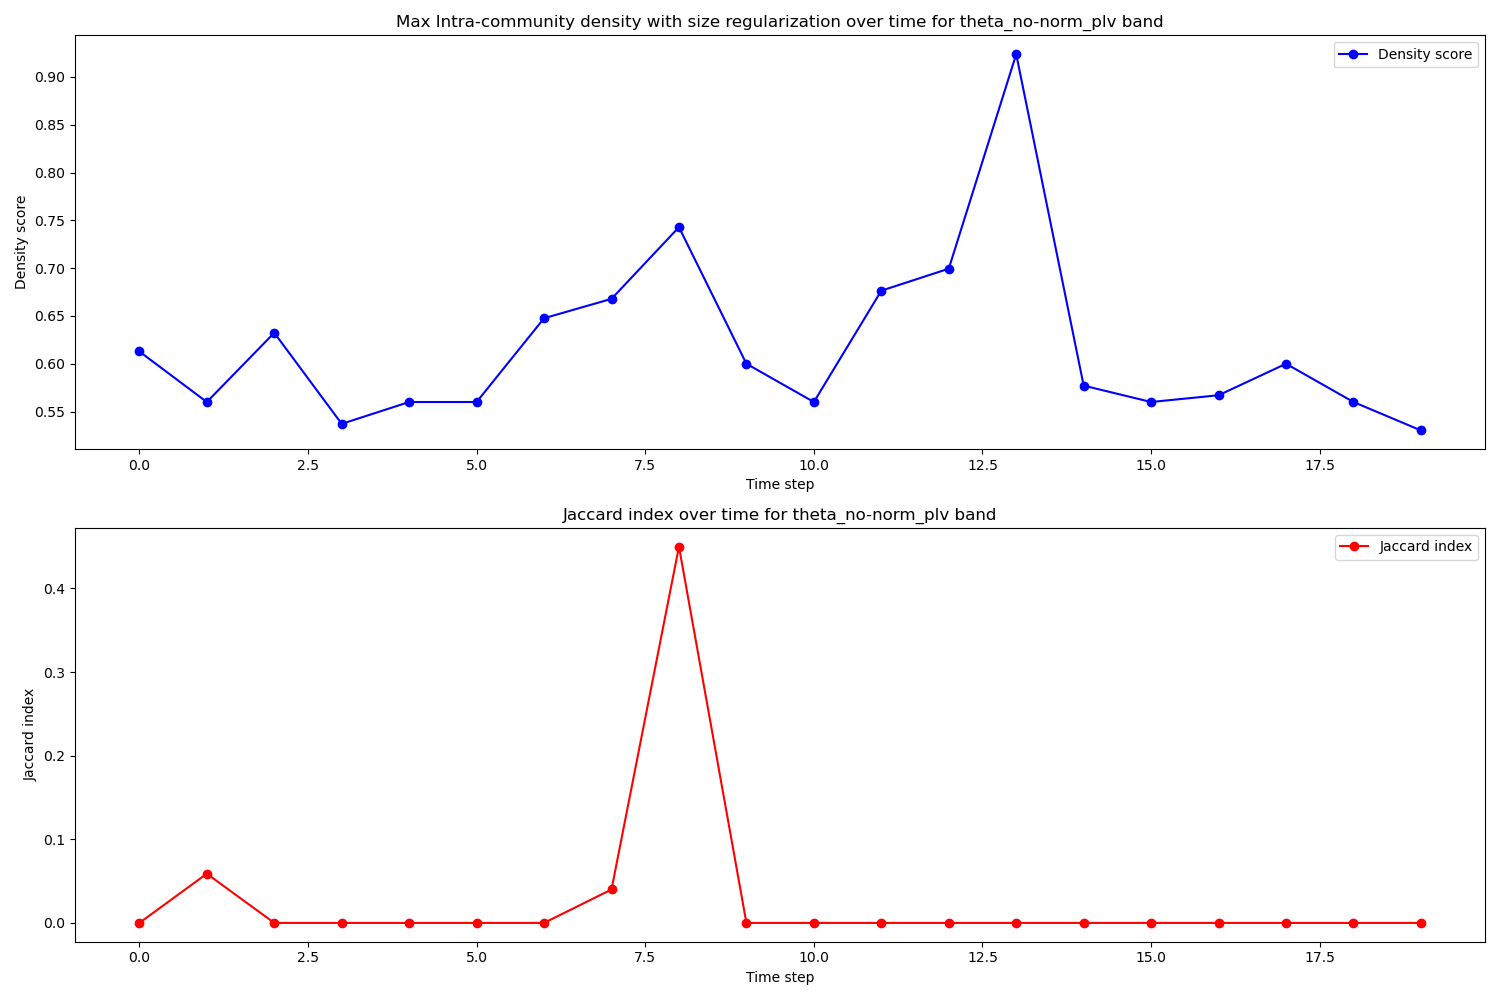 Max Intra-community density with size regularization over time for theta_no-norm_plv band
Density score
0.90
0.85
0.80
0.75
0.70
0.65
0.60
0.55
Density score
0.0 2.5 5.0 7.5 10.0 12.5 15.0 17.5
Time step
Jaccard index over time for theta_no-norm_plv band
Jaccard index
0.4
0.3
0.2
0.1
0.0
Jaccard index
0.0 2.5 5.0 7.5 10.0 12.5 15.0 17.5
Time step